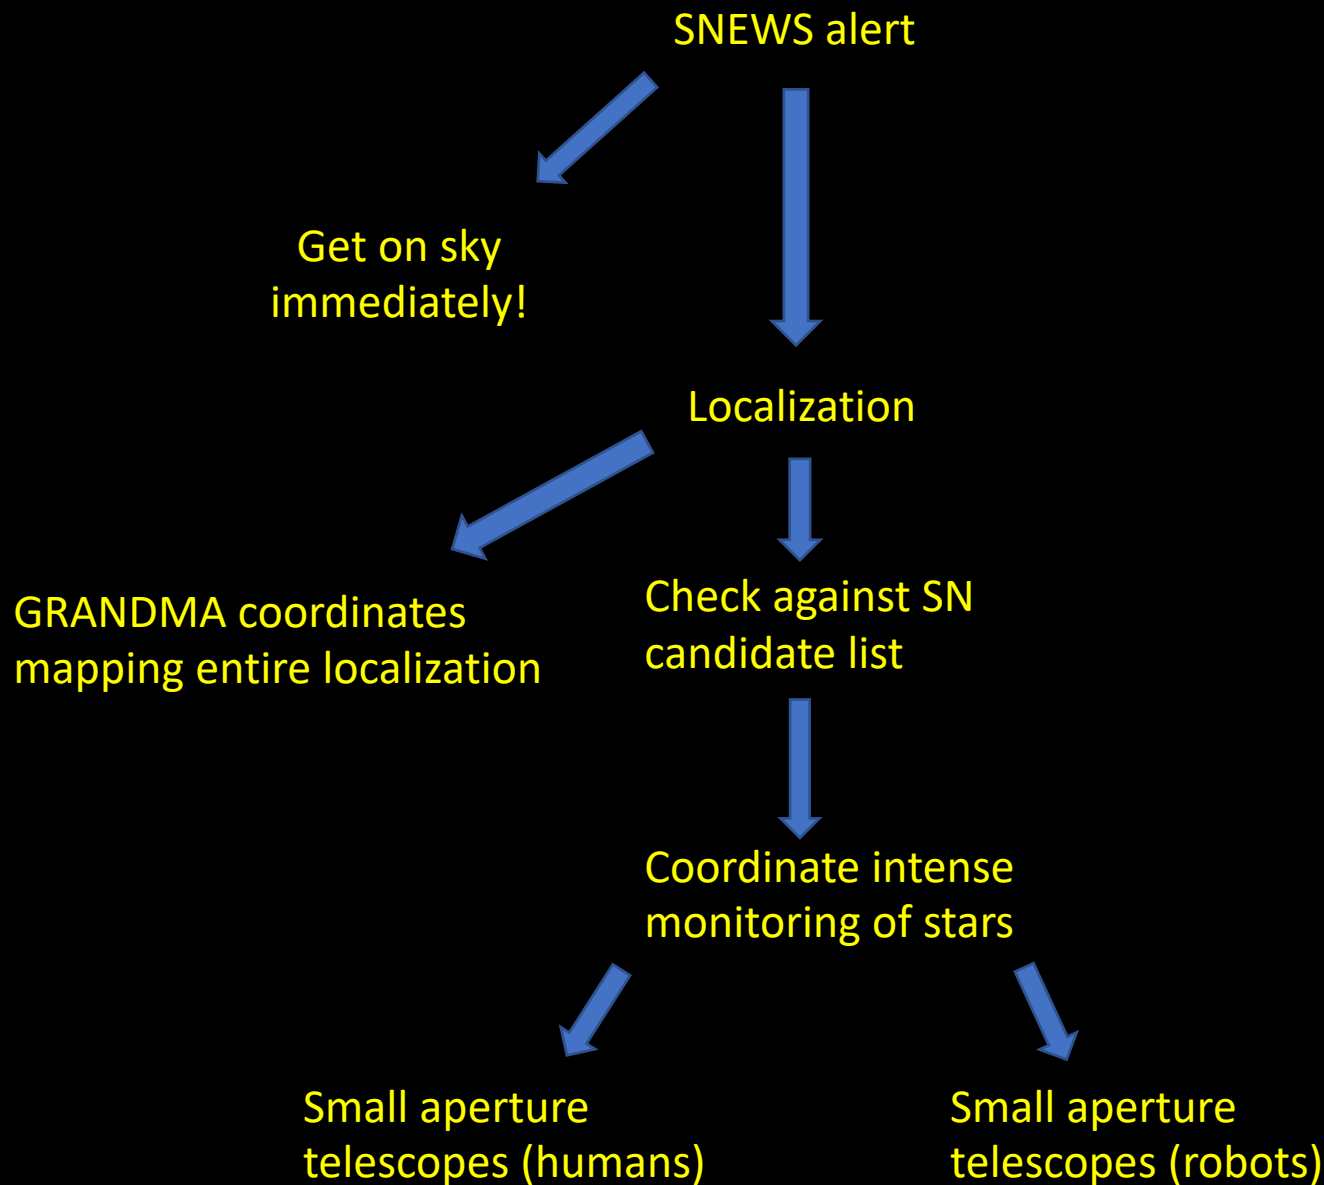 SNEWS alert
Get on sky
immediately!
Localization
GRANDMA coordinates
mapping entire localization
Check against SN
candidate list
Coordinate intense
monitoring of stars
Small aperture
telescopes (humans)
Small aperture
telescopes (robots)